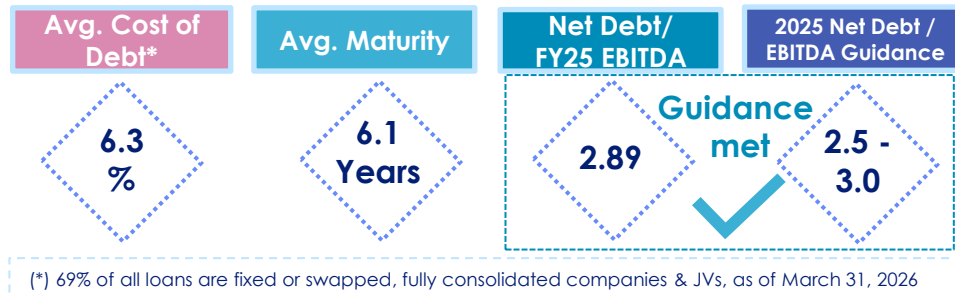 Avg. Cost of
Debt*
Avg. Maturity
Net Debt/
FY25 EBITDA
2025 Net Debt /
EBITDA Guidance
6.3
%
6.1
Years
2.89
Guidance
met
2.5 -
3.0
(*) 69% of all loans are fixed or swapped, fully consolidated companies & JVs, as of March 31, 2026